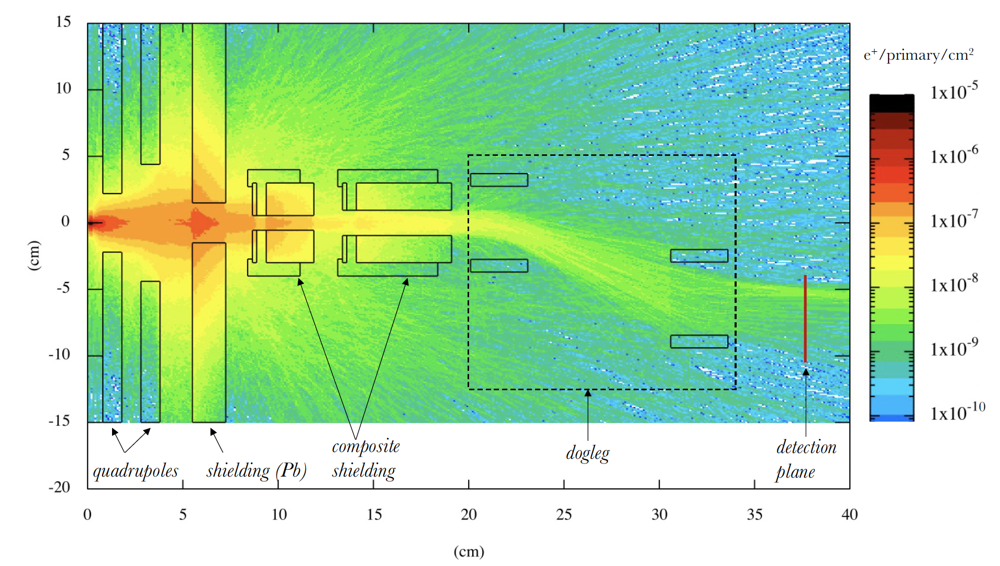 15
10
5
0
-5
-10
-15
-20
(cm)
0 5 10 15 20 25 30 35 40
(cm)
quadrupoles
shielding (Pb)
composite
shielding
dogleg
detection
plane
e⁺/primary/cm²
1x10⁻⁵
1x10⁻⁶
1x10⁻⁷
1x10⁻⁸
1x10⁻⁹
1x10⁻¹⁰